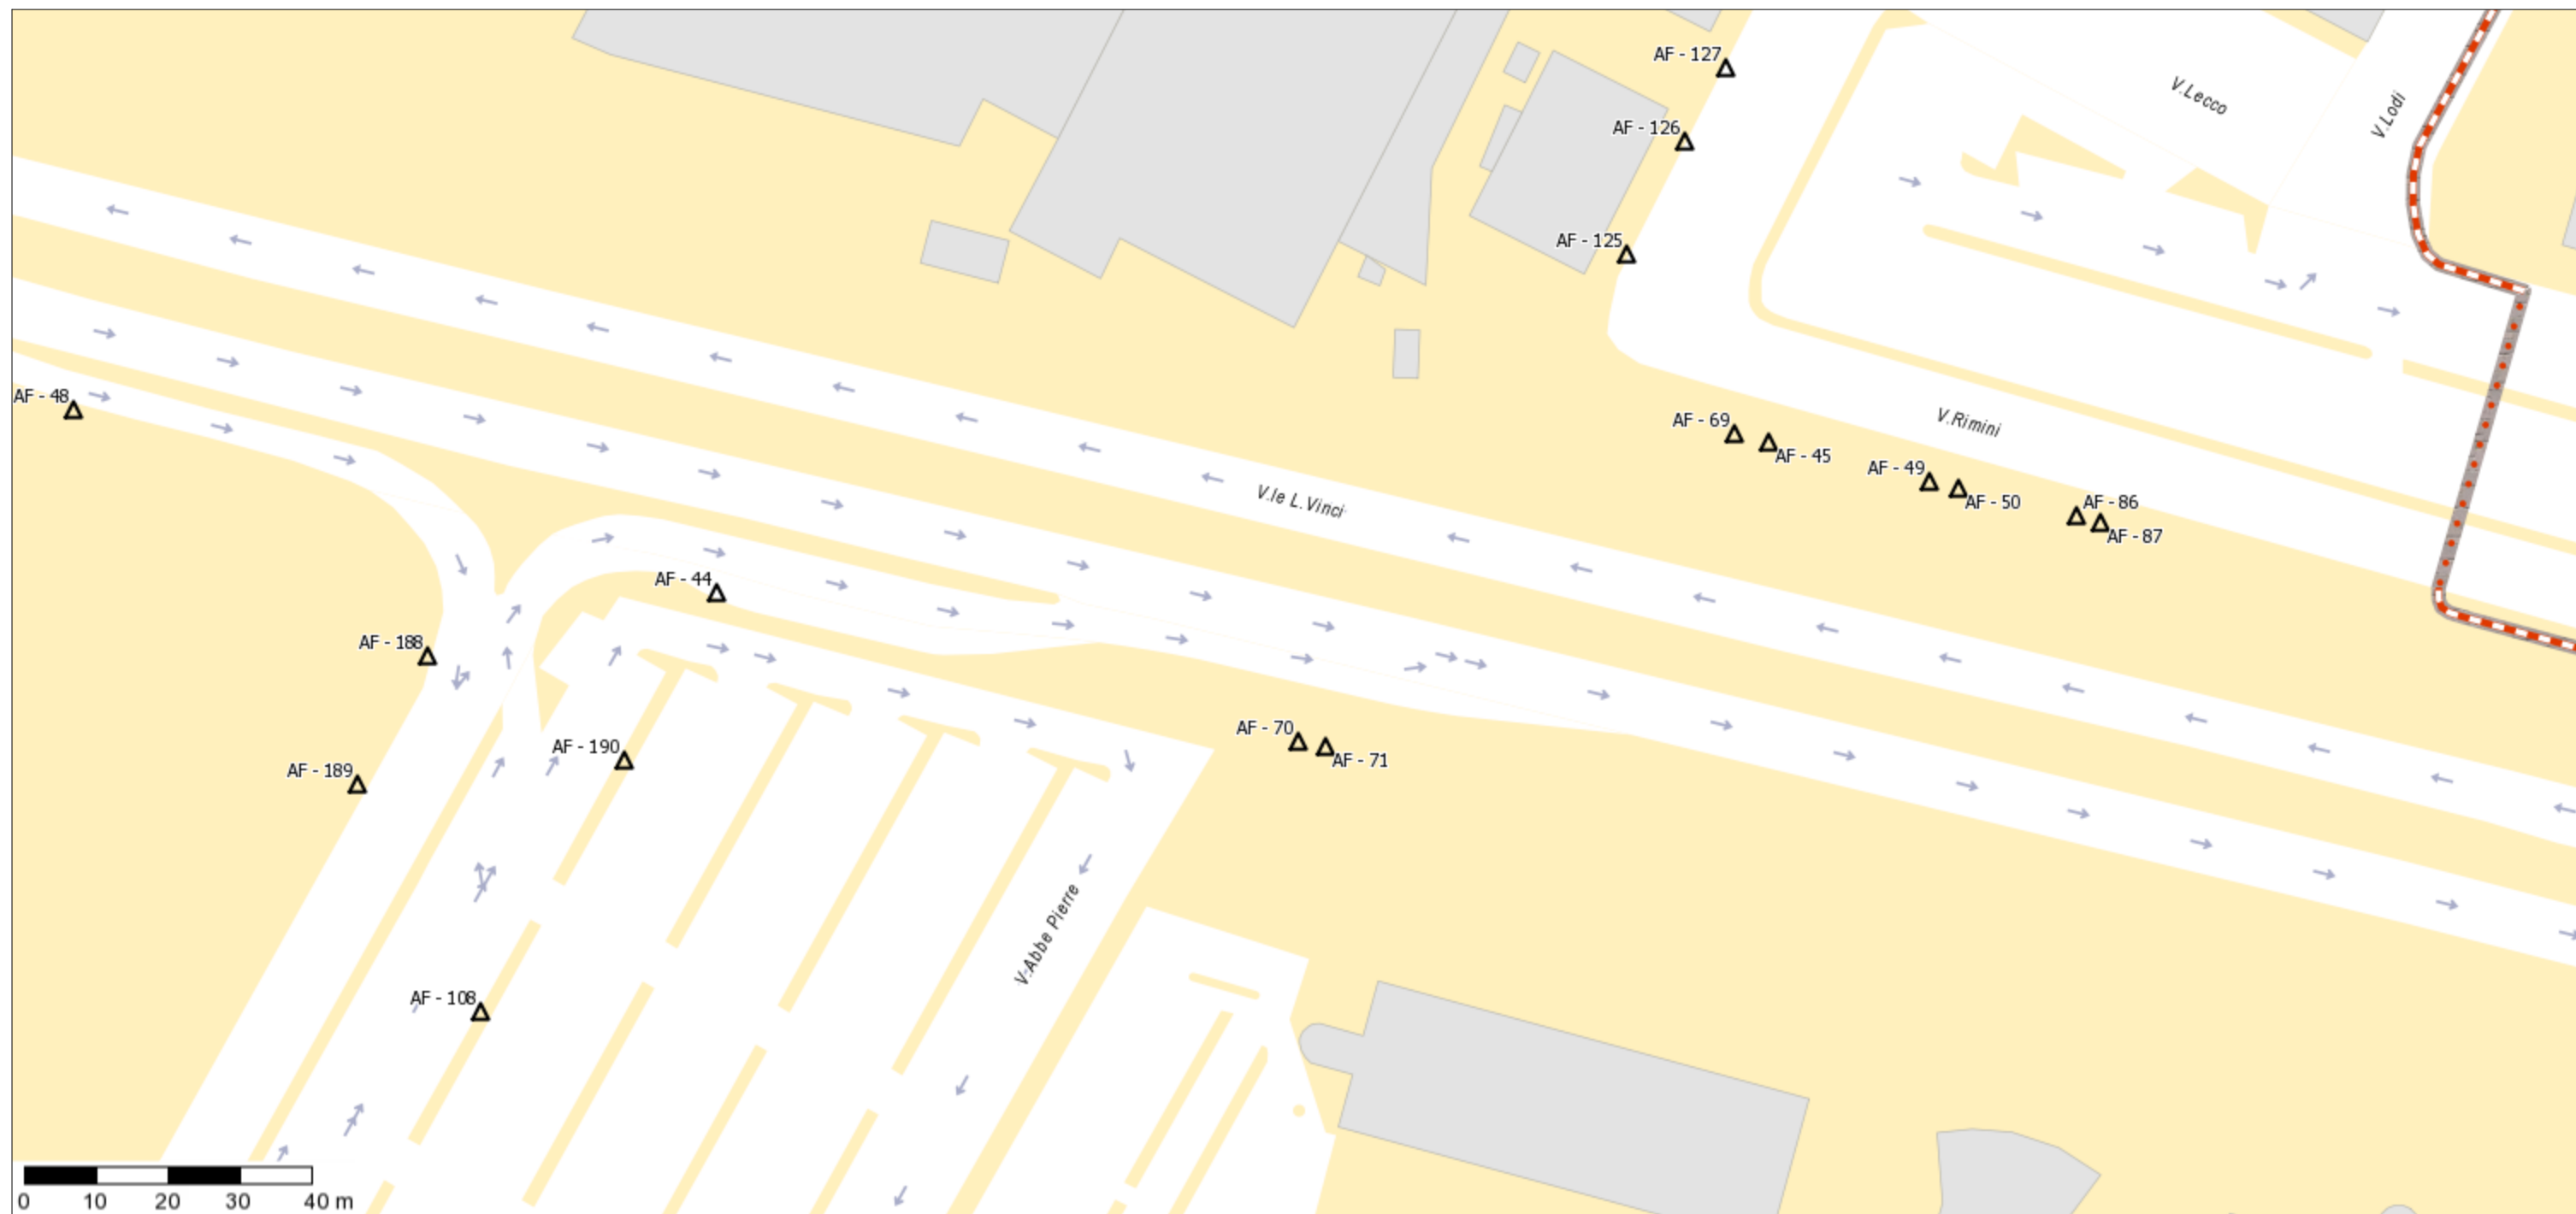 AF - 127
V.Lecco
V.Lodi
AF - 126
AF - 125
AF - 48
AF - 69
AF - 45
V.Rimini
AF - 49
AF - 50
AF - 86
AF - 87
V.le L.Vinci
AF - 44
AF - 188
AF - 70
AF - 71
AF - 190
AF - 189
V.Abbe Pierre
AF - 108
0 10 20 30 40 m